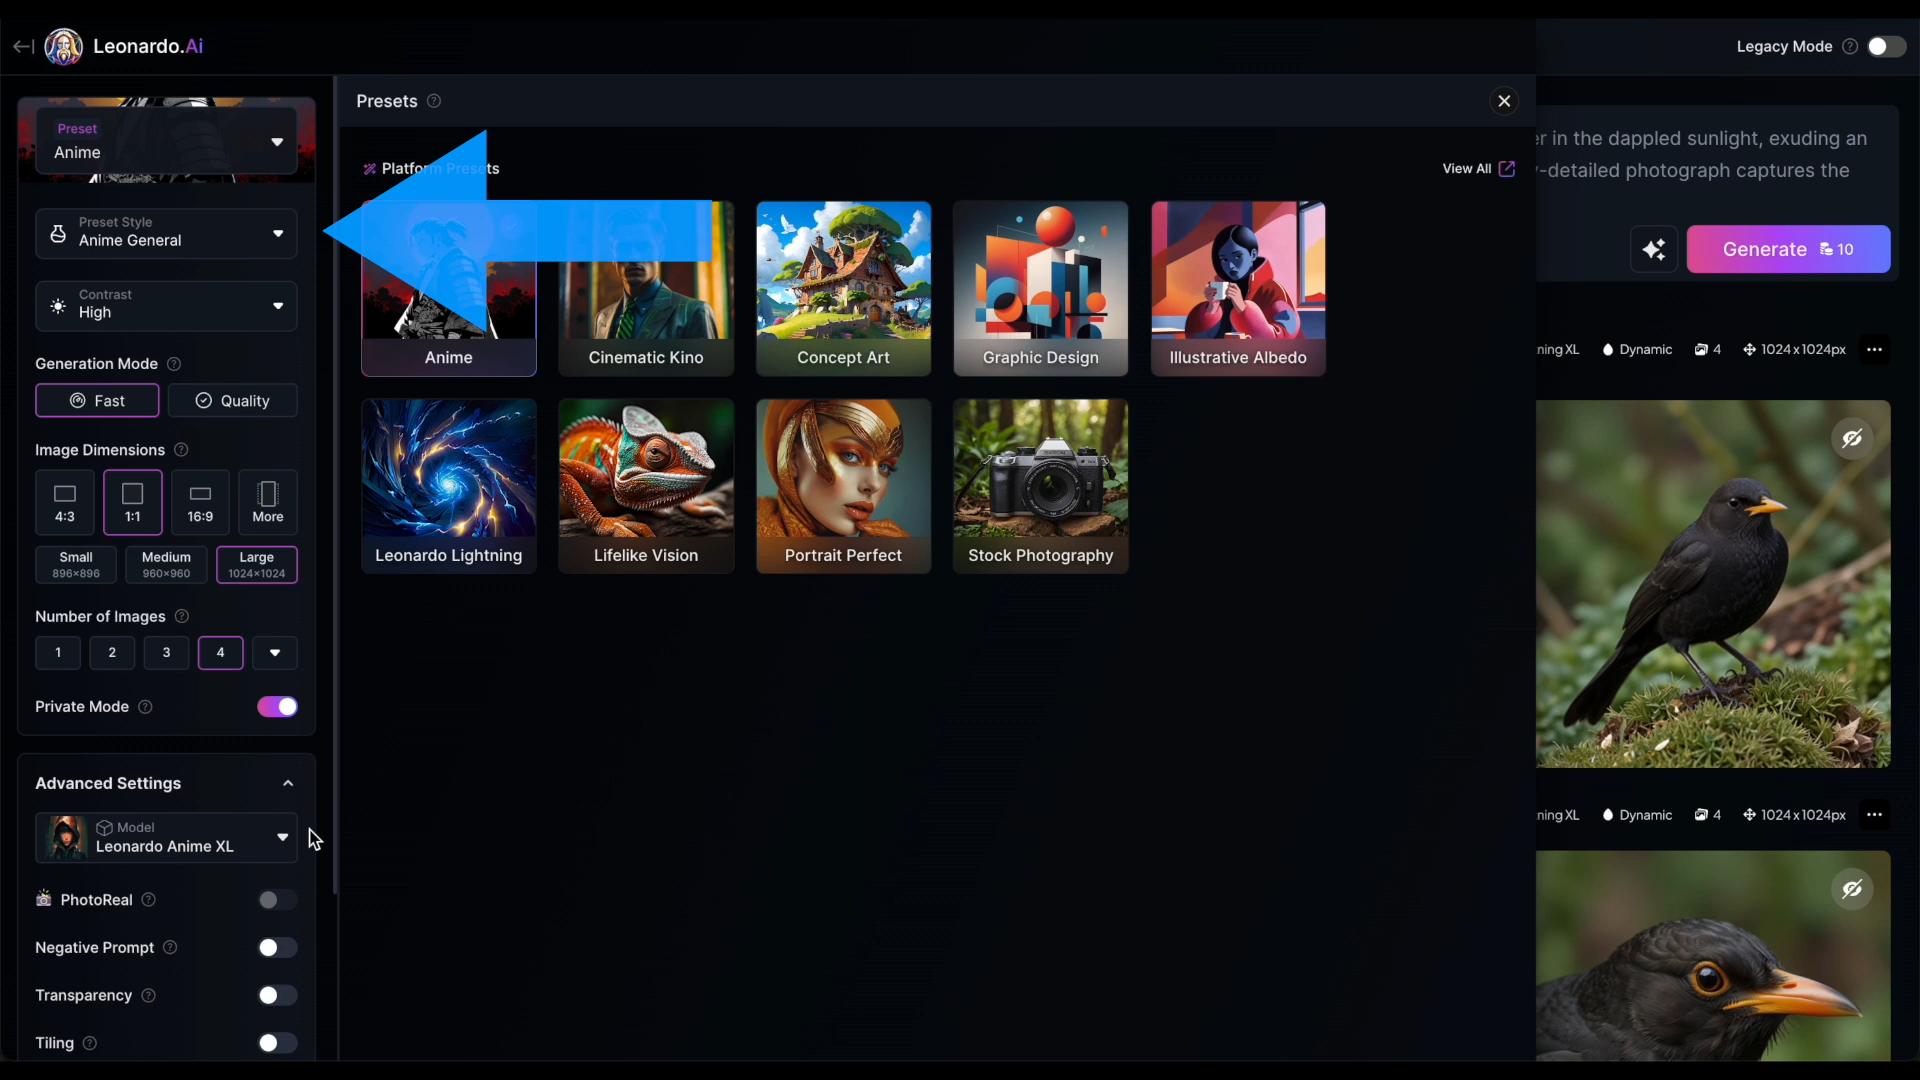 Leonardo.Ai
Legacy Mode
Preset
Anime
Preset Style
Anime General
Contrast
High
Generation Mode
Fast
Quality
Image Dimensions
4:3
1:1
16:9
More
Small
896×896
Medium
960×960
Large
1024×1024
Number of Images
1
2
3
4
Private Mode
Advanced Settings
Model
Leonardo Anime XL
PhotoReal
Negative Prompt
Transparency
Tiling
Presets
Platform Presets
View All
Anime
Cinematic Kino
Concept Art
Graphic Design
Illustrative Albedo
Leonardo Lightning
Lifelike Vision
Portrait Perfect
Stock Photography
in the dappled sunlight, exuding an
-detailed photograph captures the
Generate 10
ning XL Dynamic 4 1024x1024px
ning XL Dynamic 4 1024x1024px